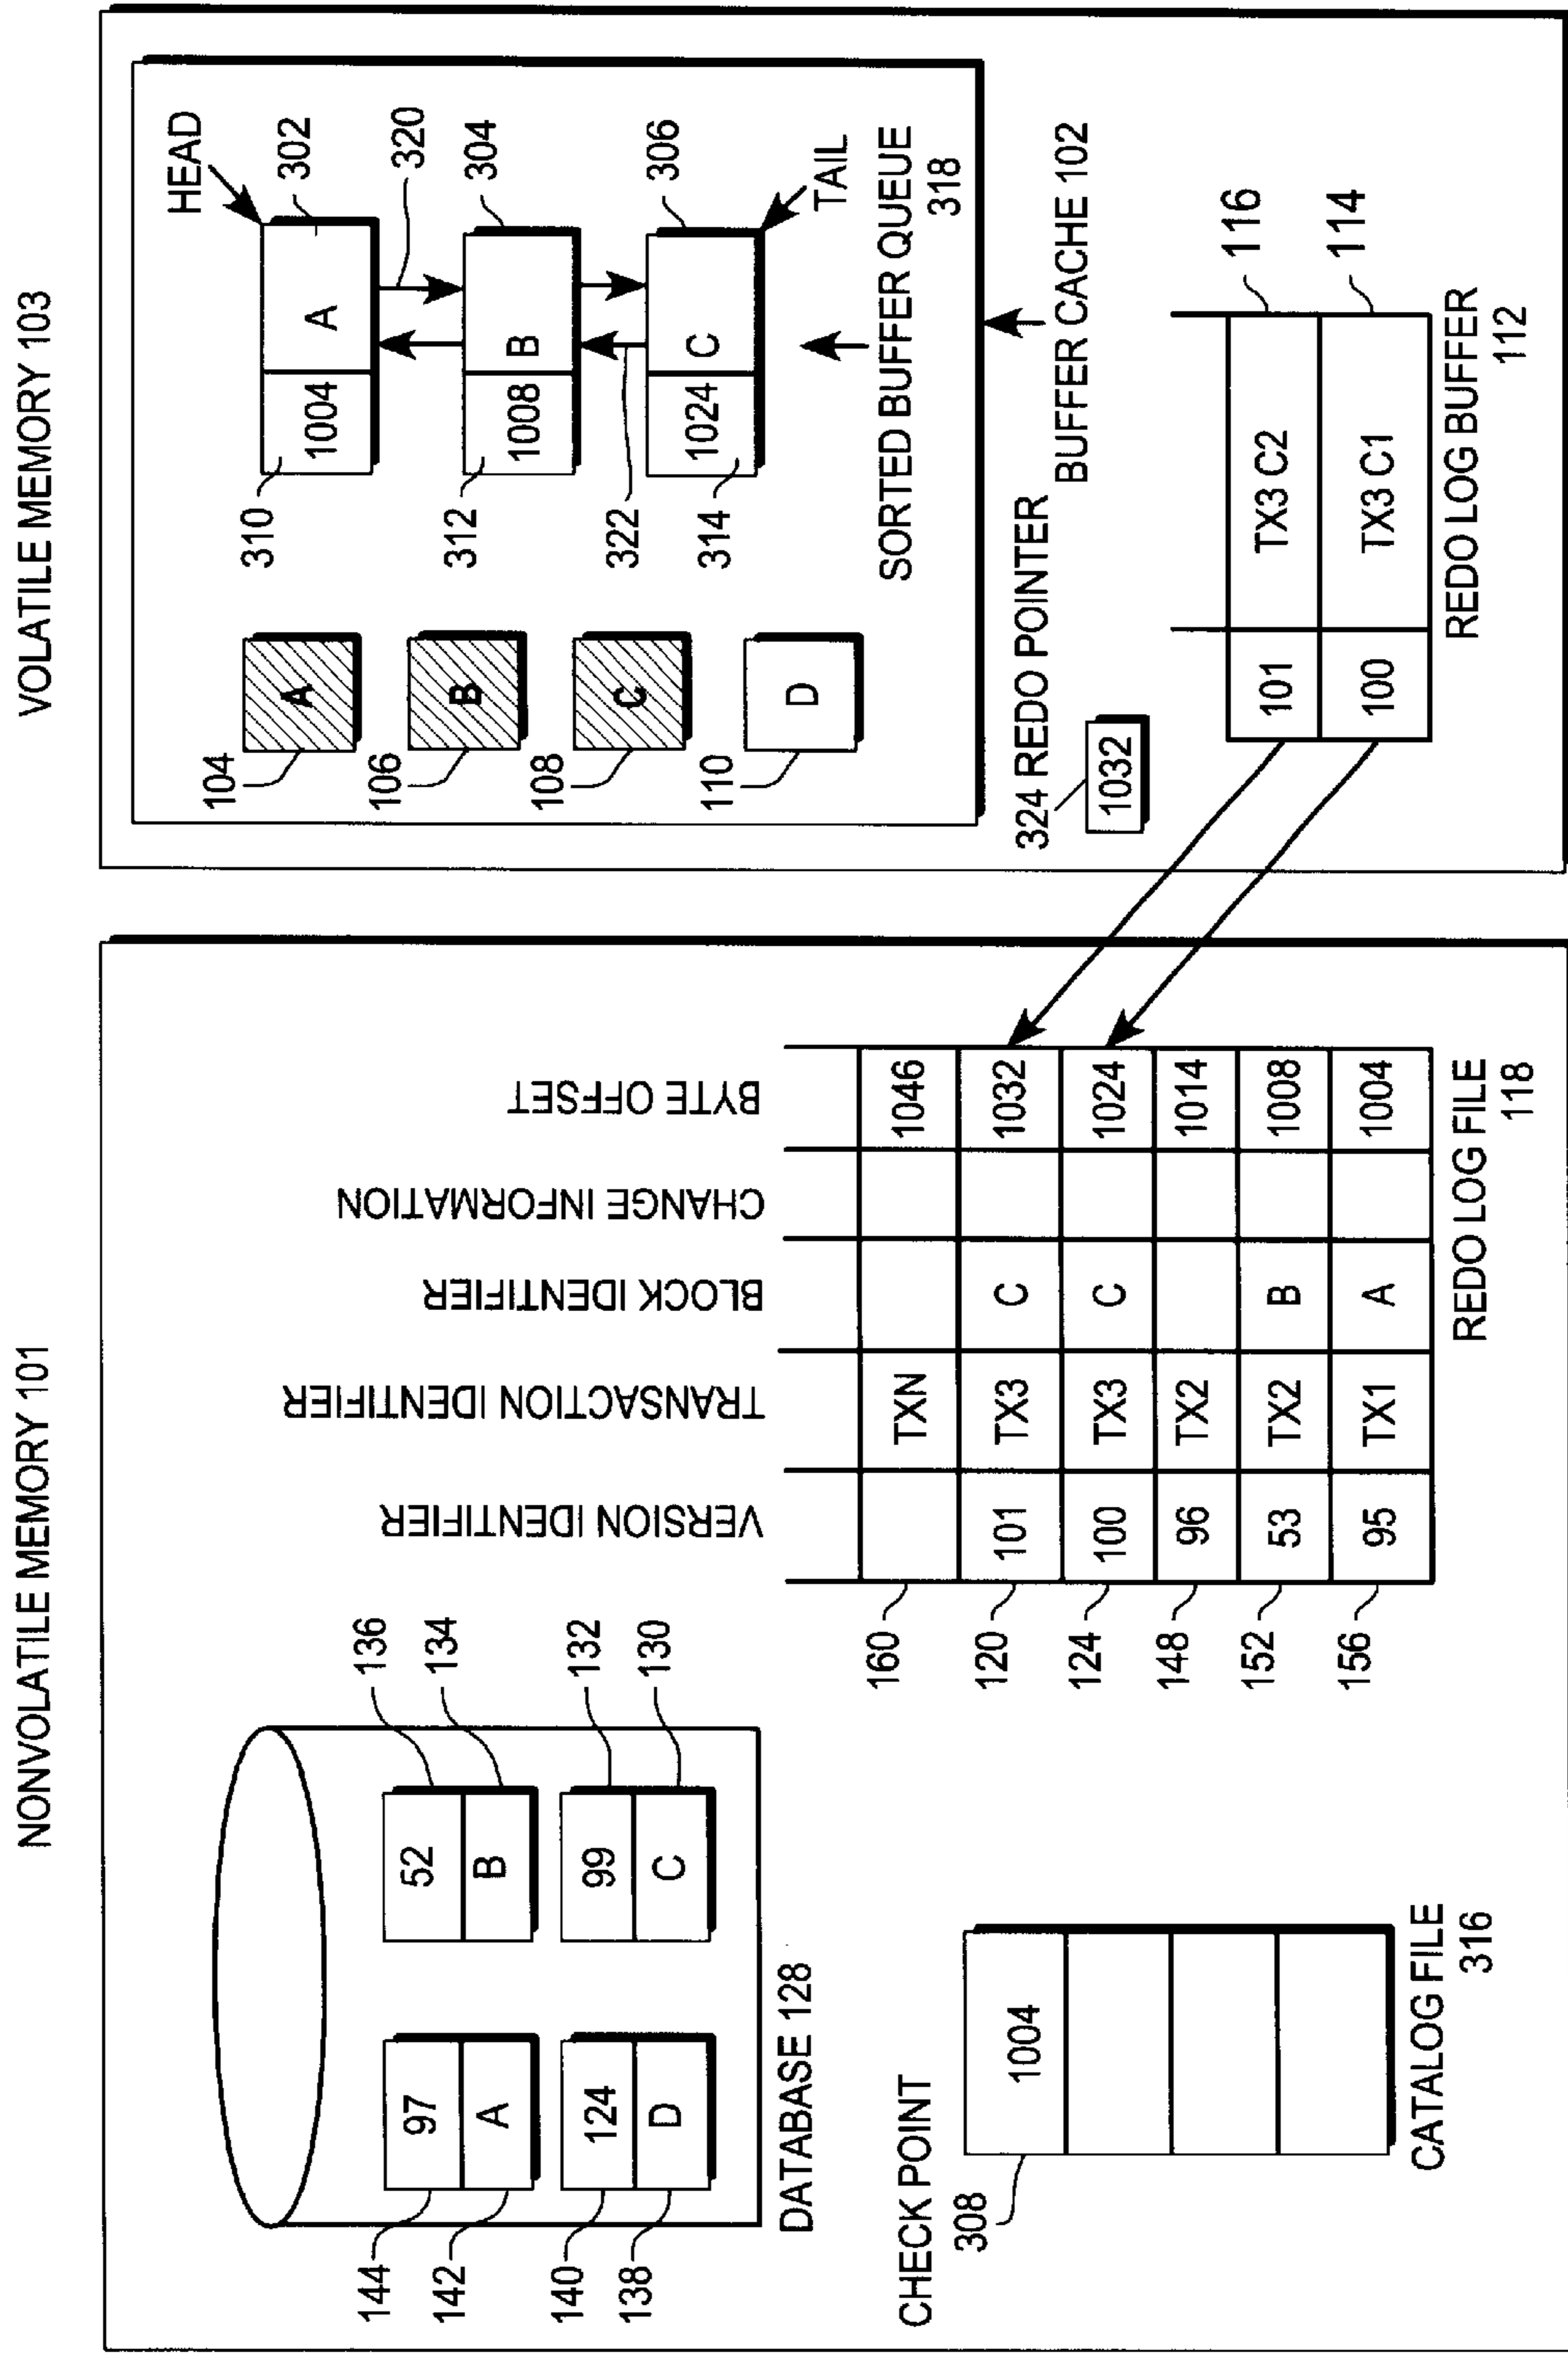 NONVOLATILE MEMORY 101
144
97
A
142
52
B
136
134
140
124
D
138
99
C
132
130
DATABASE 128
CHECK POINT
308
1004
CATALOG FILE
316
VERSION IDENTIFIER
TRANSACTION IDENTIFIER
BLOCK IDENTIFIER
CHANGE INFORMATION
BYTE OFFSET
160 TXN 1046
120 101 TX3 C 1032
124 100 TX3 C 1024
148 96 TX2 1014
152 53 TX2 B 1008
156 95 TX1 A 1004
REDO LOG FILE
118
VOLATILE MEMORY 103
104
A
106
B
108
C
110
D
HEAD
310
1004 A
302
320
312
1008 B
304
322
314
1024 C
306
TAIL
SORTED BUFFER QUEUE
318
BUFFER CACHE 102
324 REDO POINTER
1032
101 TX3 C2
116
100 TX3 C1
114
REDO LOG BUFFER
112